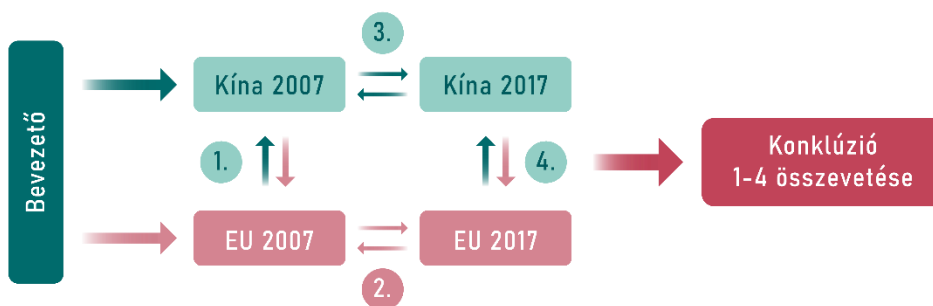 Bevezető
3.
Kína 2007
Kína 2017
1.
4.
Konklúzió
1-4 összevetése
EU 2007
EU 2017
2.